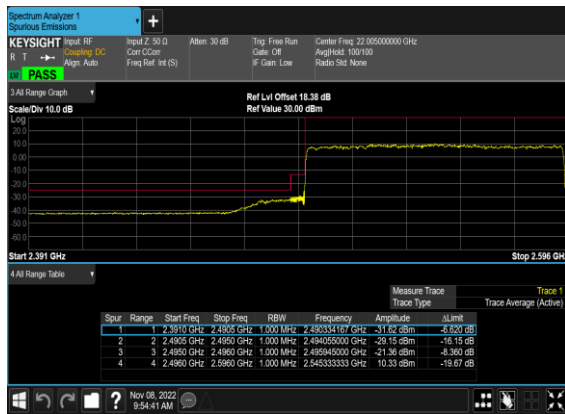 Spectrum Analyzer 1
Spurious Emissions
KEYSIGHT Input: RF Input Z: 50 Ω Atten: 30 dB Trig: Free Run Center Freq: 22.005000000 GHz
R T Coupling: DC Corr CCorr Gate: Off Avg|Hold: 100/100
Align: Auto Freq Ref: Int (S) IF Gain: Low Radio Std: None
LW PASS
3 All Range Graph
Ref Lvl Offset 18.38 dB
Scale/Div 10.0 dB Ref Value 30.00 dBm
Log
20.0
10.0
0.00
-10.0
-20.0
-30.0
-40.0
-50.0
-60.0
Start 2.391 GHz Stop 2.596 GH
4 All Range Table
Measure Trace Trace 1
Trace Type Trace Average (Active)
Spur Range Start Freq Stop Freq RBW Frequency Amplitude ΔLimit
1 1 2.3910 GHz 2.4905 GHz 1.000 MHz 2.490334167 GHz -31.62 dBm -6.620 dB
2 2 2.4905 GHz 2.4950 GHz 1.000 MHz 2.494055000 GHz -29.15 dBm -16.15 dB
3 3 2.4950 GHz 2.4960 GHz 1.000 MHz 2.495945000 GHz -21.36 dBm -8.360 dB
4 4 2.4960 GHz 2.5960 GHz 1.000 MHz 2.545333333 GHz 10.33 dBm -19.67 dB
? Nov 08, 2022
9:54:41 AM